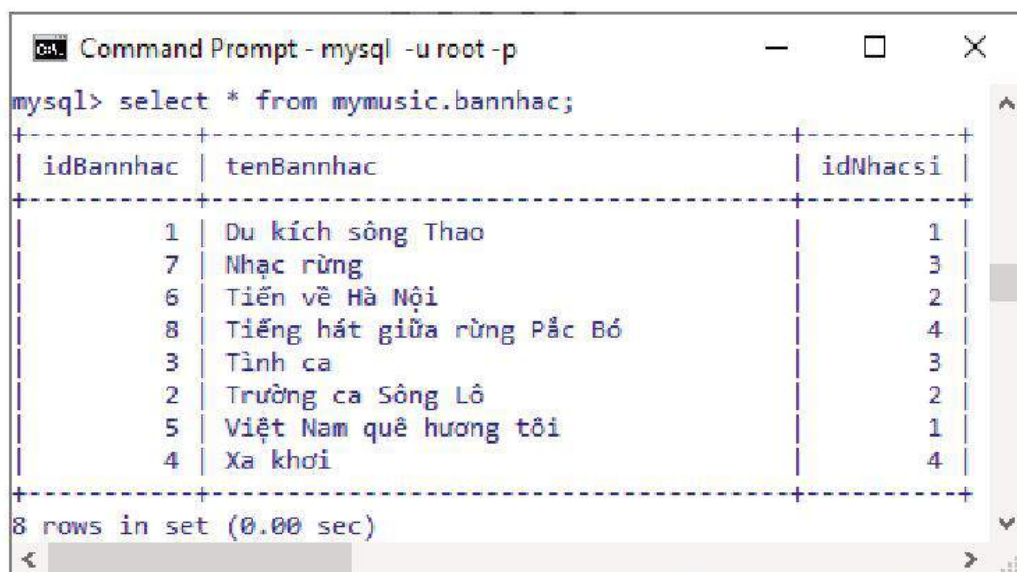 Command Prompt - mysql -u root -p
mysql> select * from mymusic.bannhac;
+-----------+-------------------------------------+----------+
| idBannhac | tenBannhac | idNhacsi |
+-----------+-------------------------------------+----------+
| 1 | Du kích sông Thao | 1 |
| 7 | Nhạc rừng | 3 |
| 6 | Tiến về Hà Nội | 2 |
| 8 | Tiếng hát giữa rừng Pắc Bó | 4 |
| 3 | Tình ca | 3 |
| 2 | Trường ca Sông Lô | 2 |
| 5 | Việt Nam quê hương tôi | 1 |
| 4 | Xa khơi | 4 |
+-----------+-------------------------------------+----------+
8 rows in set (0.00 sec)